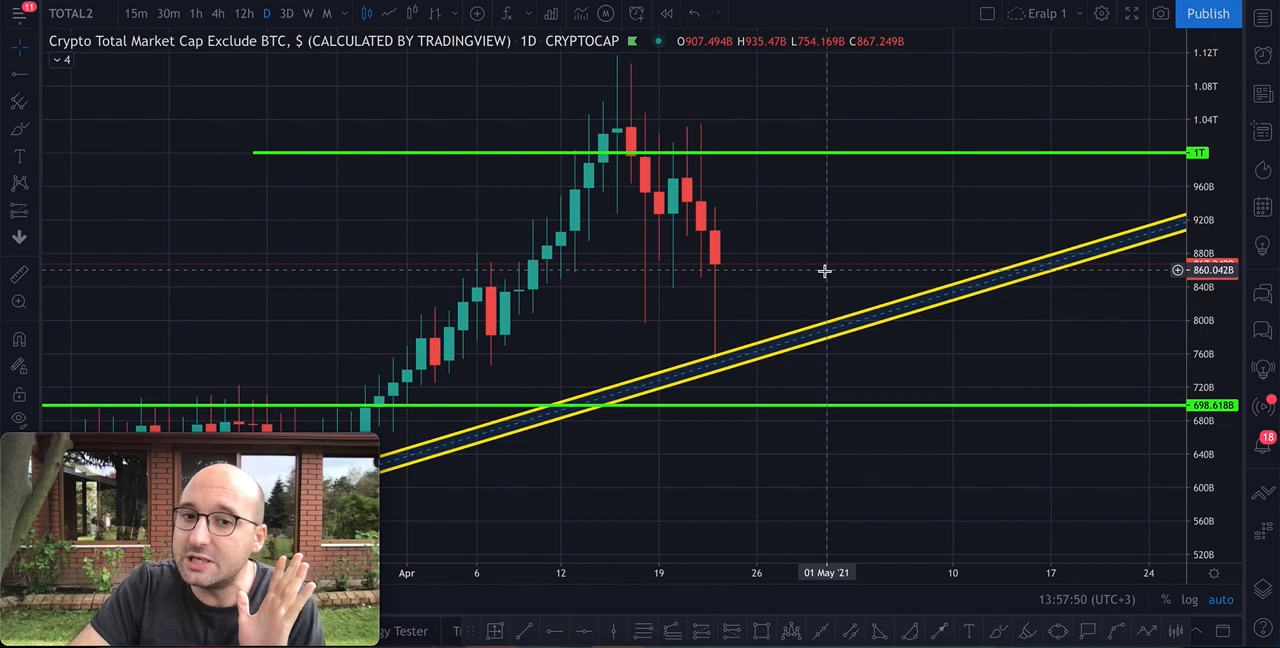 11
TOTAL2
15m 30m 1h 4h 12h D 3D W M
Eralp 1
Publish
Crypto Total Market Cap Exclude BTC, $ (CALCULATED BY TRADINGVIEW) · 1D · CRYPTOCAP
O907.494B H935.47B L754.169B C867.249B
4
1.12T
1.08T
1.04T
1T
960B
920B
880B
860.042B
840B
800B
760B
720B
698.618B
680B
640B
600B
560B
520B
18
Apr 6 12 19 26 01 May '21 10 17 24
13:57:50 (UTC+3) % log auto
gy Tester